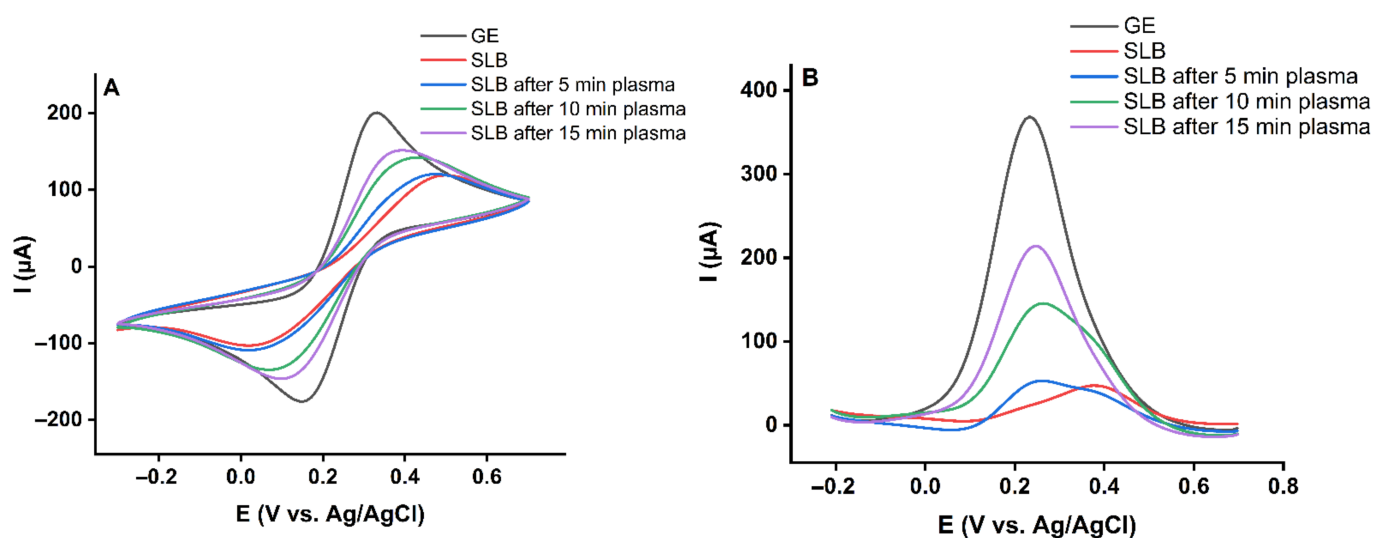 A
GE
SLB
SLB after 5 min plasma
SLB after 10 min plasma
SLB after 15 min plasma
200
100
0
−100
−200
I (µA)
−0.2 0.0 0.2 0.4 0.6
E (V vs. Ag/AgCl)
B
GE
SLB
SLB after 5 min plasma
SLB after 10 min plasma
SLB after 15 min plasma
400
300
200
100
0
I (µA)
−0.2 0.0 0.2 0.4 0.6 0.8
E (V vs. Ag/AgCl)